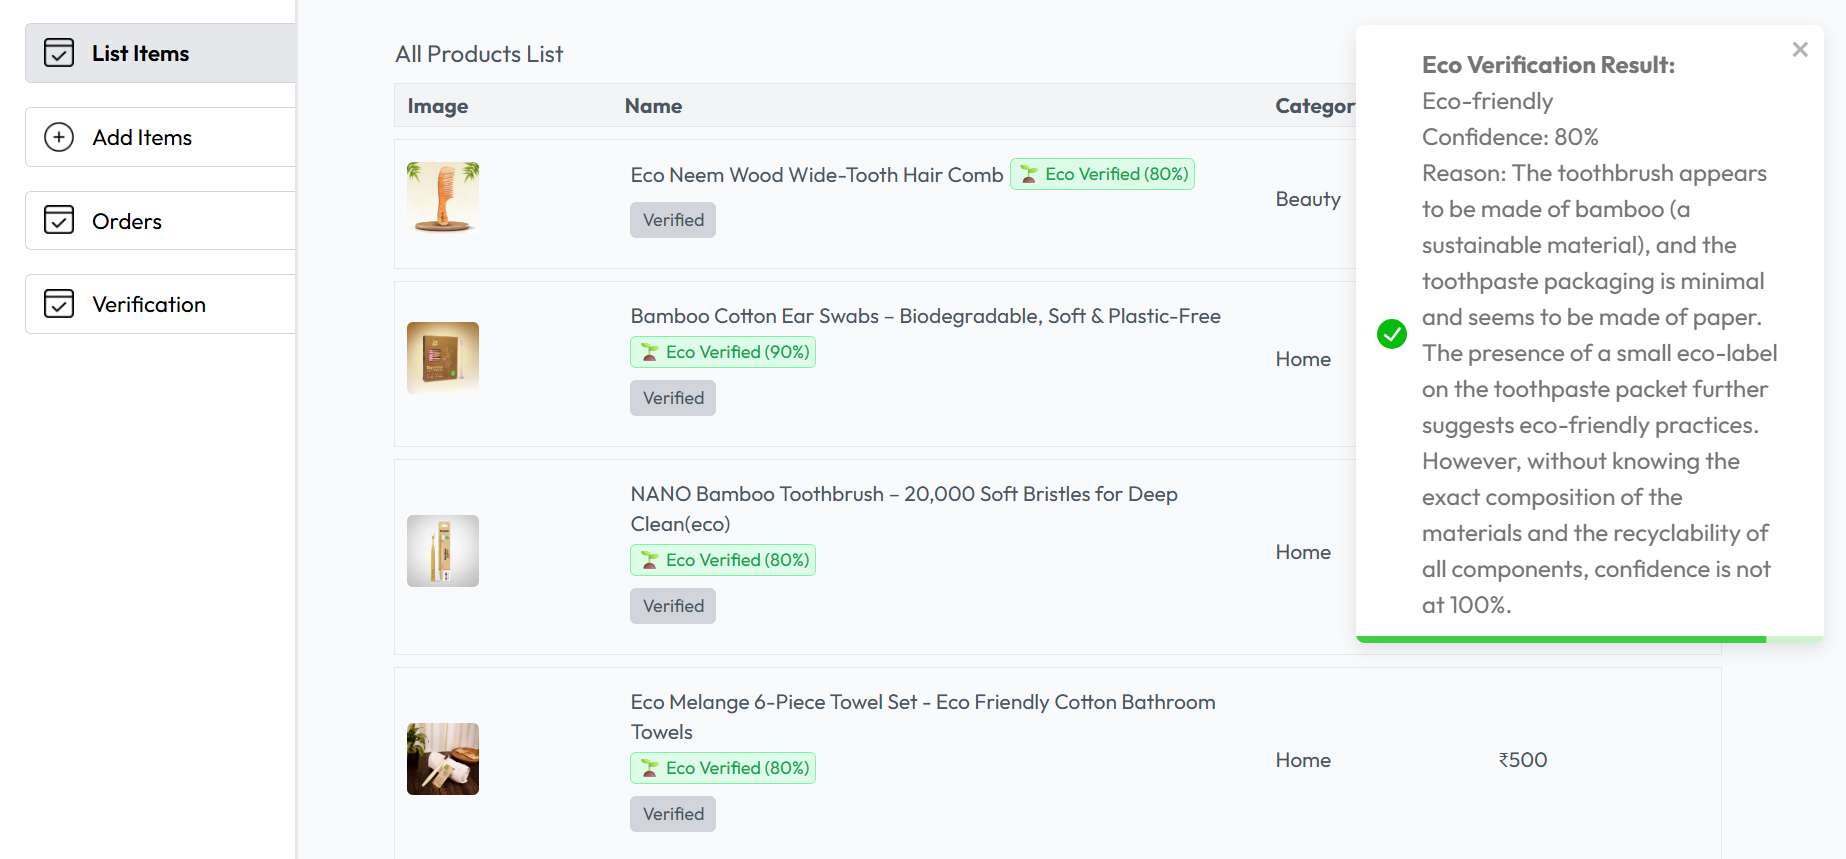 List Items
Add Items
Orders
Verification
All Products List
Image Name Categor
Eco Neem Wood Wide-Tooth Hair Comb Eco Verified (80%)
Verified
Beauty
Bamboo Cotton Ear Swabs – Biodegradable, Soft & Plastic-Free
Eco Verified (90%)
Verified
Home
NANO Bamboo Toothbrush – 20,000 Soft Bristles for Deep
Clean(eco)
Eco Verified (80%)
Verified
Home
Eco Melange 6-Piece Towel Set - Eco Friendly Cotton Bathroom
Towels
Eco Verified (80%)
Verified
Home
₹500
Eco Verification Result:
Eco-friendly
Confidence: 80%
Reason: The toothbrush appears
to be made of bamboo (a
sustainable material), and the
toothpaste packaging is minimal
and seems to be made of paper.
The presence of a small eco-label
on the toothpaste packet further
suggests eco-friendly practices.
However, without knowing the
exact composition of the
materials and the recyclability of
all components, confidence is not
at 100%.